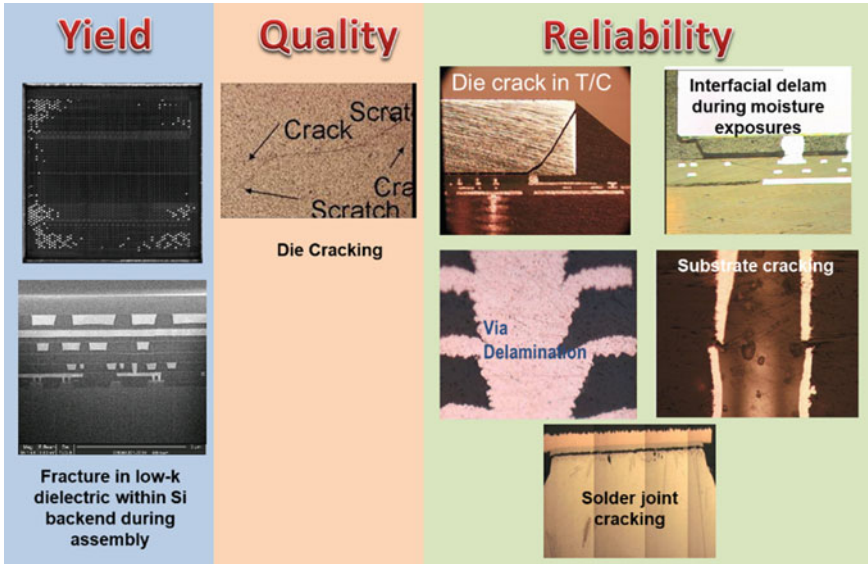 Yield
Fracture in low-k
dielectric within Si
backend during
assembly
Quality
Crack
Scratch
Die Cracking
Reliability
Die crack in T/C
Interfacial delam
during moisture
exposures
Via
Delamination
Substrate cracking
Solder joint
cracking